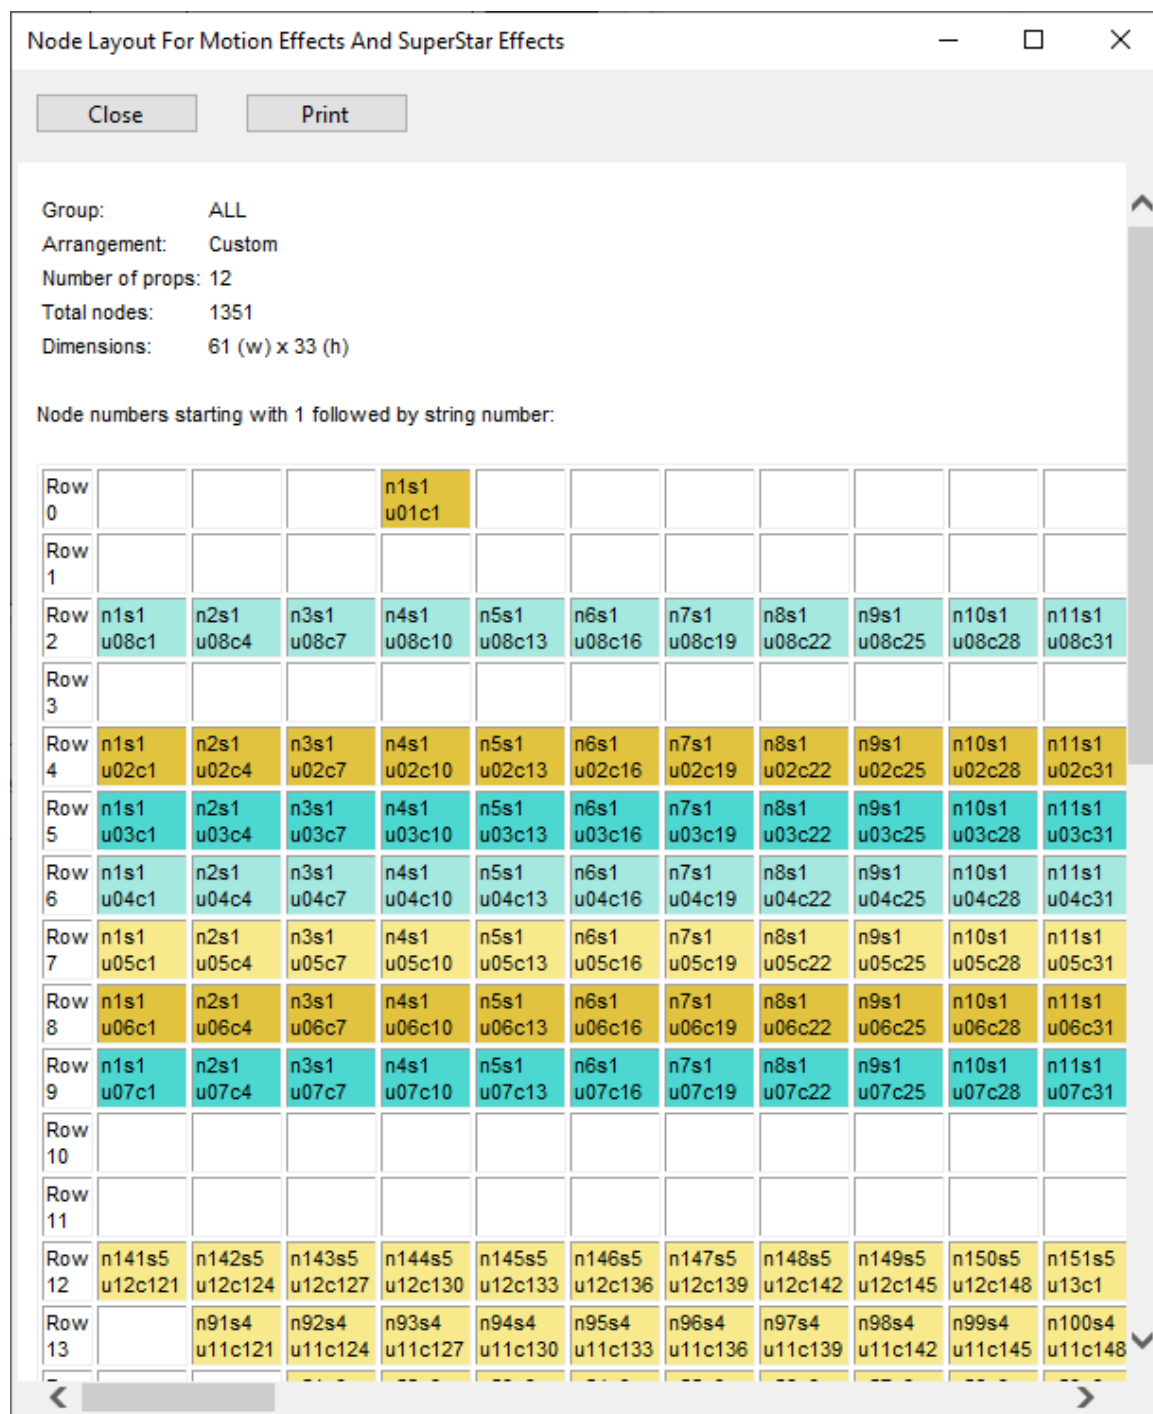 Node Layout For Motion Effects And SuperStar Effects
Close Print
Group: ALL
Arrangement: Custom
Number of props: 12
Total nodes: 1351
Dimensions: 61 (w) x 33 (h)
Node numbers starting with 1 followed by string number:
Row n1s1
0 u01c1
Row
1
Row n1s1 n2s1 n3s1 n4s1 n5s1 n6s1 n7s1 n8s1 n9s1 n10s1 n11s1
2 u08c1 u08c4 u08c7 u08c10 u08c13 u08c16 u08c19 u08c22 u08c25 u08c28 u08c31
Row
3
Row n1s1 n2s1 n3s1 n4s1 n5s1 n6s1 n7s1 n8s1 n9s1 n10s1 n11s1
4 u02c1 u02c4 u02c7 u02c10 u02c13 u02c16 u02c19 u02c22 u02c25 u02c28 u02c31
Row n1s1 n2s1 n3s1 n4s1 n5s1 n6s1 n7s1 n8s1 n9s1 n10s1 n11s1
5 u03c1 u03c4 u03c7 u03c10 u03c13 u03c16 u03c19 u03c22 u03c25 u03c28 u03c31
Row n1s1 n2s1 n3s1 n4s1 n5s1 n6s1 n7s1 n8s1 n9s1 n10s1 n11s1
6 u04c1 u04c4 u04c7 u04c10 u04c13 u04c16 u04c19 u04c22 u04c25 u04c28 u04c31
Row n1s1 n2s1 n3s1 n4s1 n5s1 n6s1 n7s1 n8s1 n9s1 n10s1 n11s1
7 u05c1 u05c4 u05c7 u05c10 u05c13 u05c16 u05c19 u05c22 u05c25 u05c28 u05c31
Row n1s1 n2s1 n3s1 n4s1 n5s1 n6s1 n7s1 n8s1 n9s1 n10s1 n11s1
8 u06c1 u06c4 u06c7 u06c10 u06c13 u06c16 u06c19 u06c22 u06c25 u06c28 u06c31
Row n1s1 n2s1 n3s1 n4s1 n5s1 n6s1 n7s1 n8s1 n9s1 n10s1 n11s1
9 u07c1 u07c4 u07c7 u07c10 u07c13 u07c16 u07c19 u07c22 u07c25 u07c28 u07c31
Row
10
Row
11
Row n141s5 n142s5 n143s5 n144s5 n145s5 n146s5 n147s5 n148s5 n149s5 n150s5 n151s5
12 u12c121 u12c124 u12c127 u12c130 u12c133 u12c136 u12c139 u12c142 u12c145 u12c148 u13c1
Row n91s4 n92s4 n93s4 n94s4 n95s4 n96s4 n97s4 n98s4 n99s4 n100s4
13 u11c121 u11c124 u11c127 u11c130 u11c133 u11c136 u11c139 u11c142 u11c145 u11c148